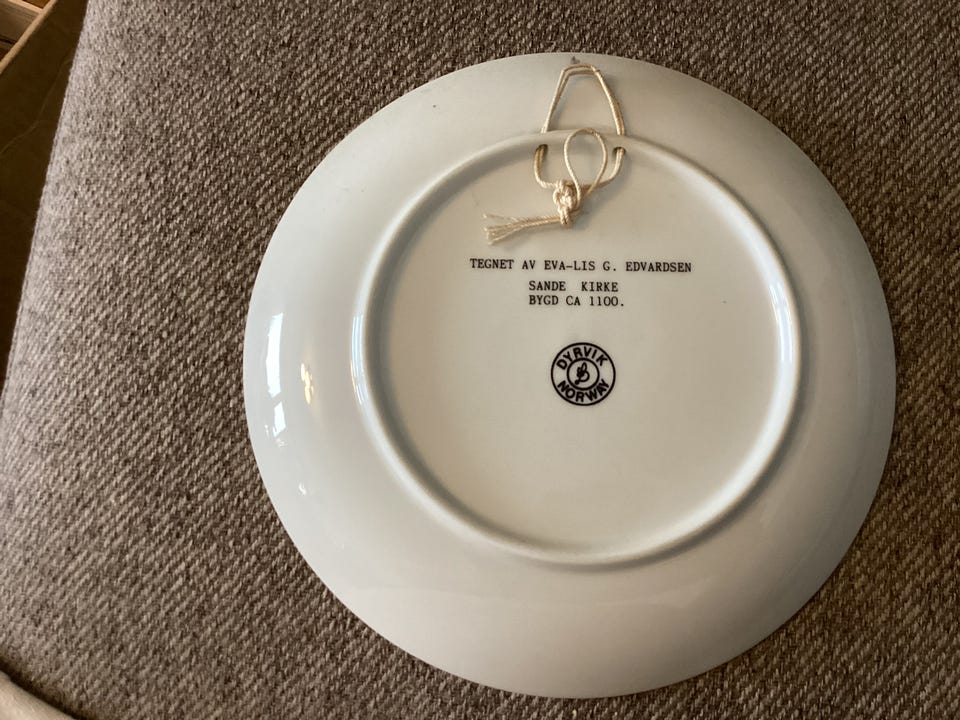 TEGNET AV EVA-LIS G. EDVARDSEN
SANDE KIRKE
BYGD CA 1100.
DYRVIK
NORWAY